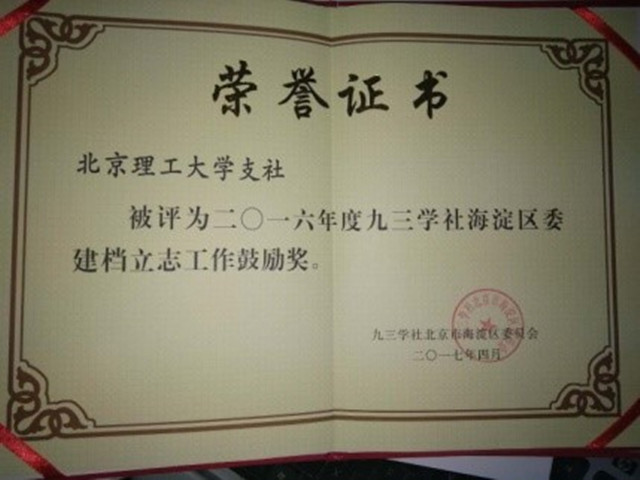 荣誉证书
北京理工大学支社
被评为二〇一六年度九三学社海淀区委
建档立志工作鼓励奖。
九三学社北京市海淀区委员会
二〇一七年四月